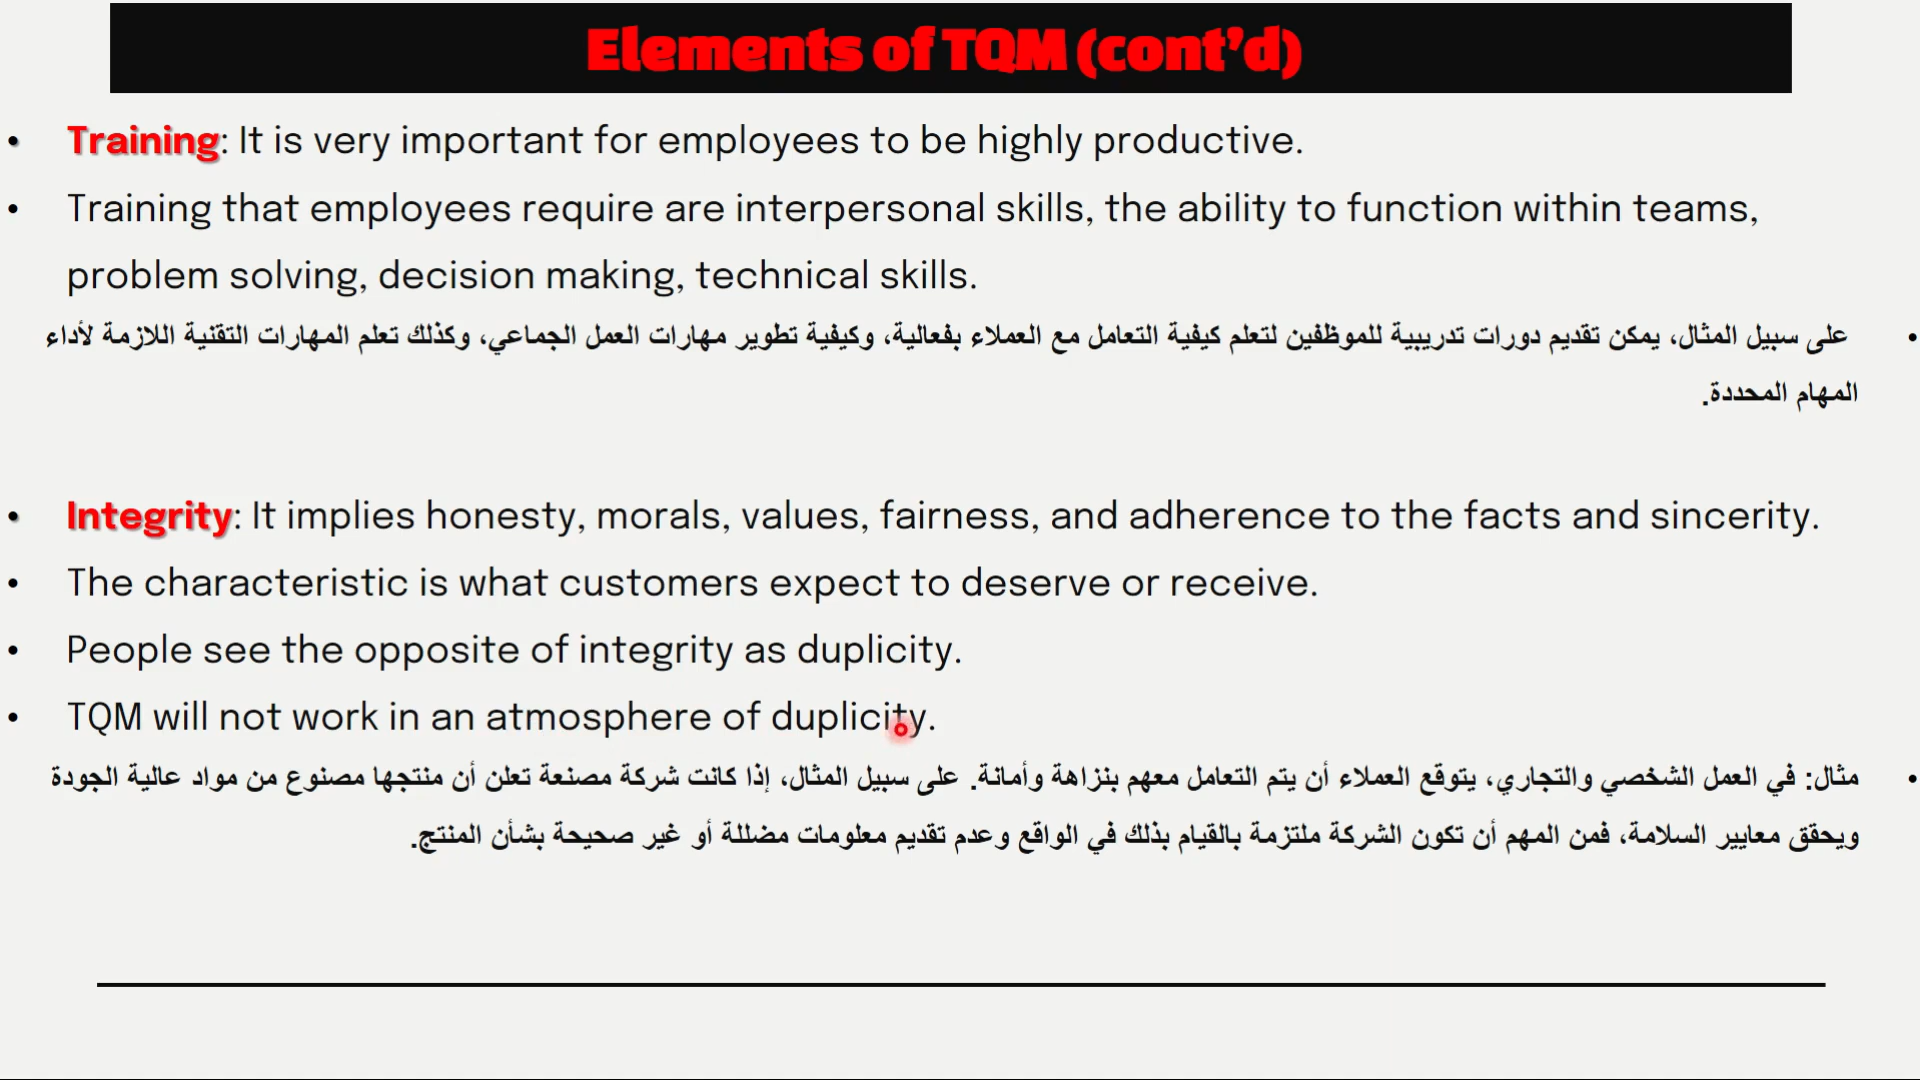 Elements of TQM (cont’d)
• Training: It is very important for employees to be highly productive.
• Training that employees require are interpersonal skills, the ability to function within teams,
problem solving, decision making, technical skills.
• على سبيل المثال، يمكن تقديم دورات تدريبية للموظفين لتعلم كيفية التعامل مع العملاء بفعالية، وكيفية تطوير مهارات العمل الجماعي، وكذلك تعلم المهارات التقنية اللازمة لأداء
المهام المحددة.
• Integrity: It implies honesty, morals, values, fairness, and adherence to the facts and sincerity.
• The characteristic is what customers expect to deserve or receive.
• People see the opposite of integrity as duplicity.
• TQM will not work in an atmosphere of duplicity.
• مثال: في العمل الشخصي والتجاري، يتوقع العملاء أن يتم التعامل معهم بنزاهة وأمانة. على سبيل المثال، إذا كانت شركة مصنعة تعلن أن منتجها مصنوع من مواد عالية الجودة
ويحقق معايير السلامة، فمن المهم أن تكون الشركة ملتزمة بالقيام بذلك في الواقع وعدم تقديم معلومات مضللة أو غير صحيحة بشأن المنتج.